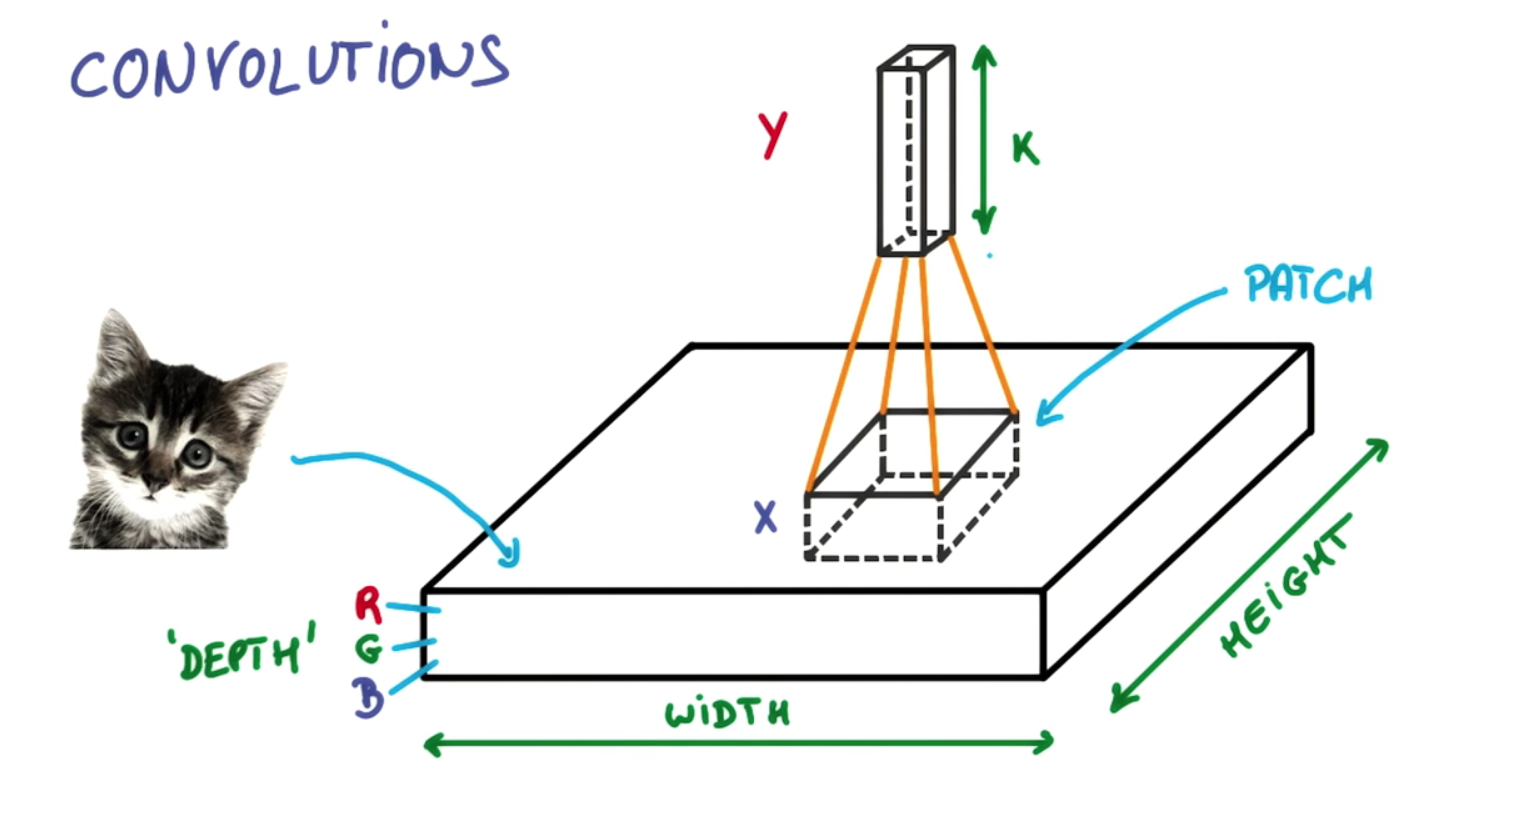 CONVOLUTIONS
Y
K
PATCH
X
R
'DEPTH'
G
B
WIDTH
HEIGHT